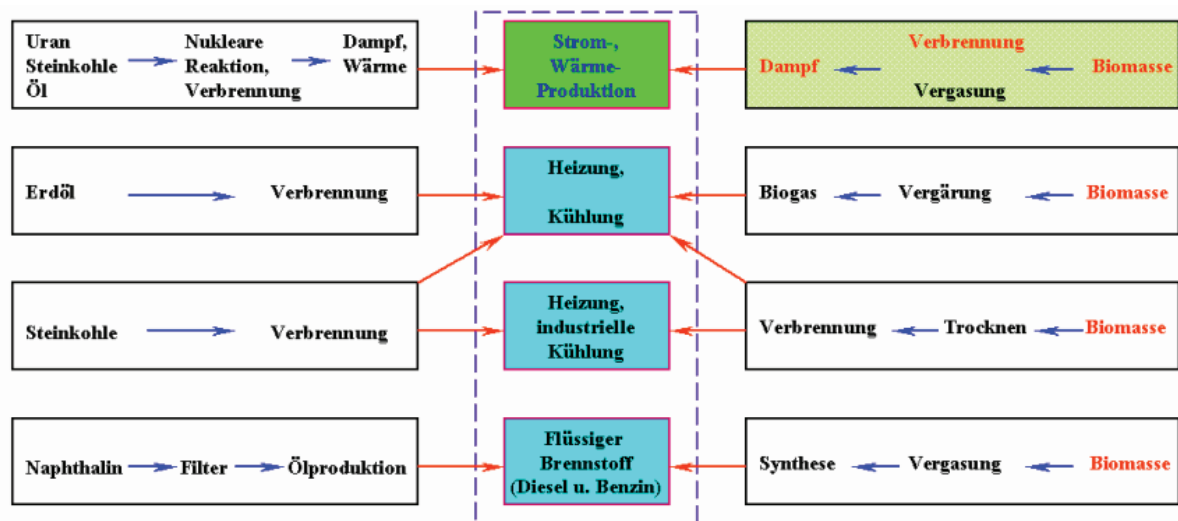 Uran
Steinkohle
Öl
Nukleare
Reaktion,
Verbrennung
Dampf,
Wärme
Strom-,
Wärme-
Produktion
Verbrennung
Dampf
Biomasse
Vergasung
Erdöl
Verbrennung
Heizung,
Kühlung
Biogas
Vergärung
Biomasse
Steinkohle
Verbrennung
Heizung,
industrielle
Kühlung
Verbrennung
Trocknen
Biomasse
Naphthalin
Filter
Ölproduktion
Flüssiger
Brennstoff
(Diesel u. Benzin)
Synthese
Vergasung
Biomasse